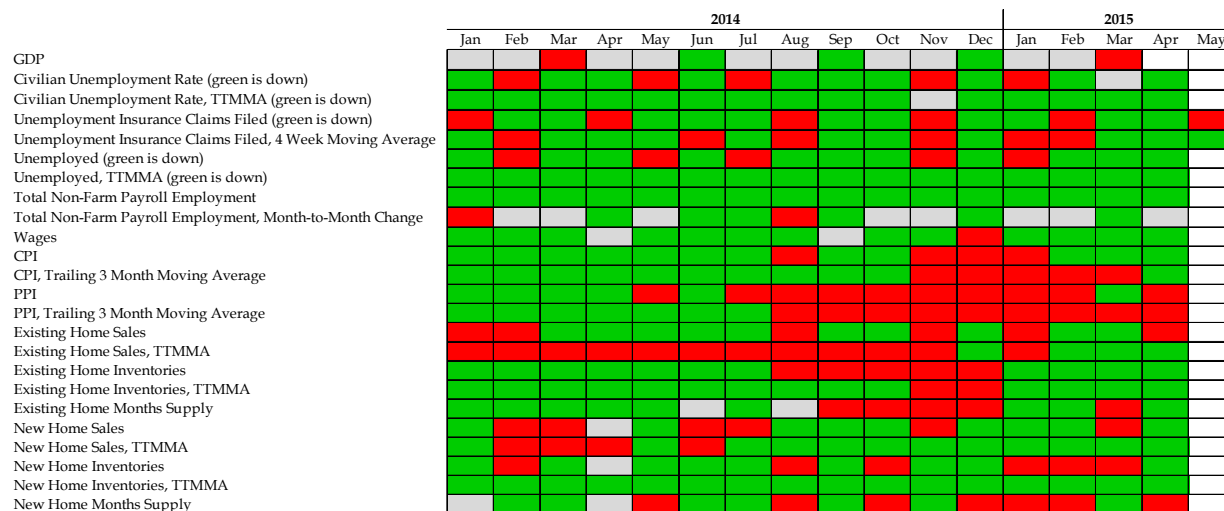 2014 2015
Jan Feb Mar Apr May Jun Jul Aug Sep Oct Nov Dec Jan Feb Mar Apr May
GDP
Civilian Unemployment Rate (green is down)
Civilian Unemployment Rate, TTMMA (green is down)
Unemployment Insurance Claims Filed (green is down)
Unemployment Insurance Claims Filed, 4 Week Moving Average
Unemployed (green is down)
Unemployed, TTMMA (green is down)
Total Non-Farm Payroll Employment
Total Non-Farm Payroll Employment, Month-to-Month Change
Wages
CPI
CPI, Trailing 3 Month Moving Average
PPI
PPI, Trailing 3 Month Moving Average
Existing Home Sales
Existing Home Sales, TTMMA
Existing Home Inventories
Existing Home Inventories, TTMMA
Existing Home Months Supply
New Home Sales
New Home Sales, TTMMA
New Home Inventories
New Home Inventories, TTMMA
New Home Months Supply